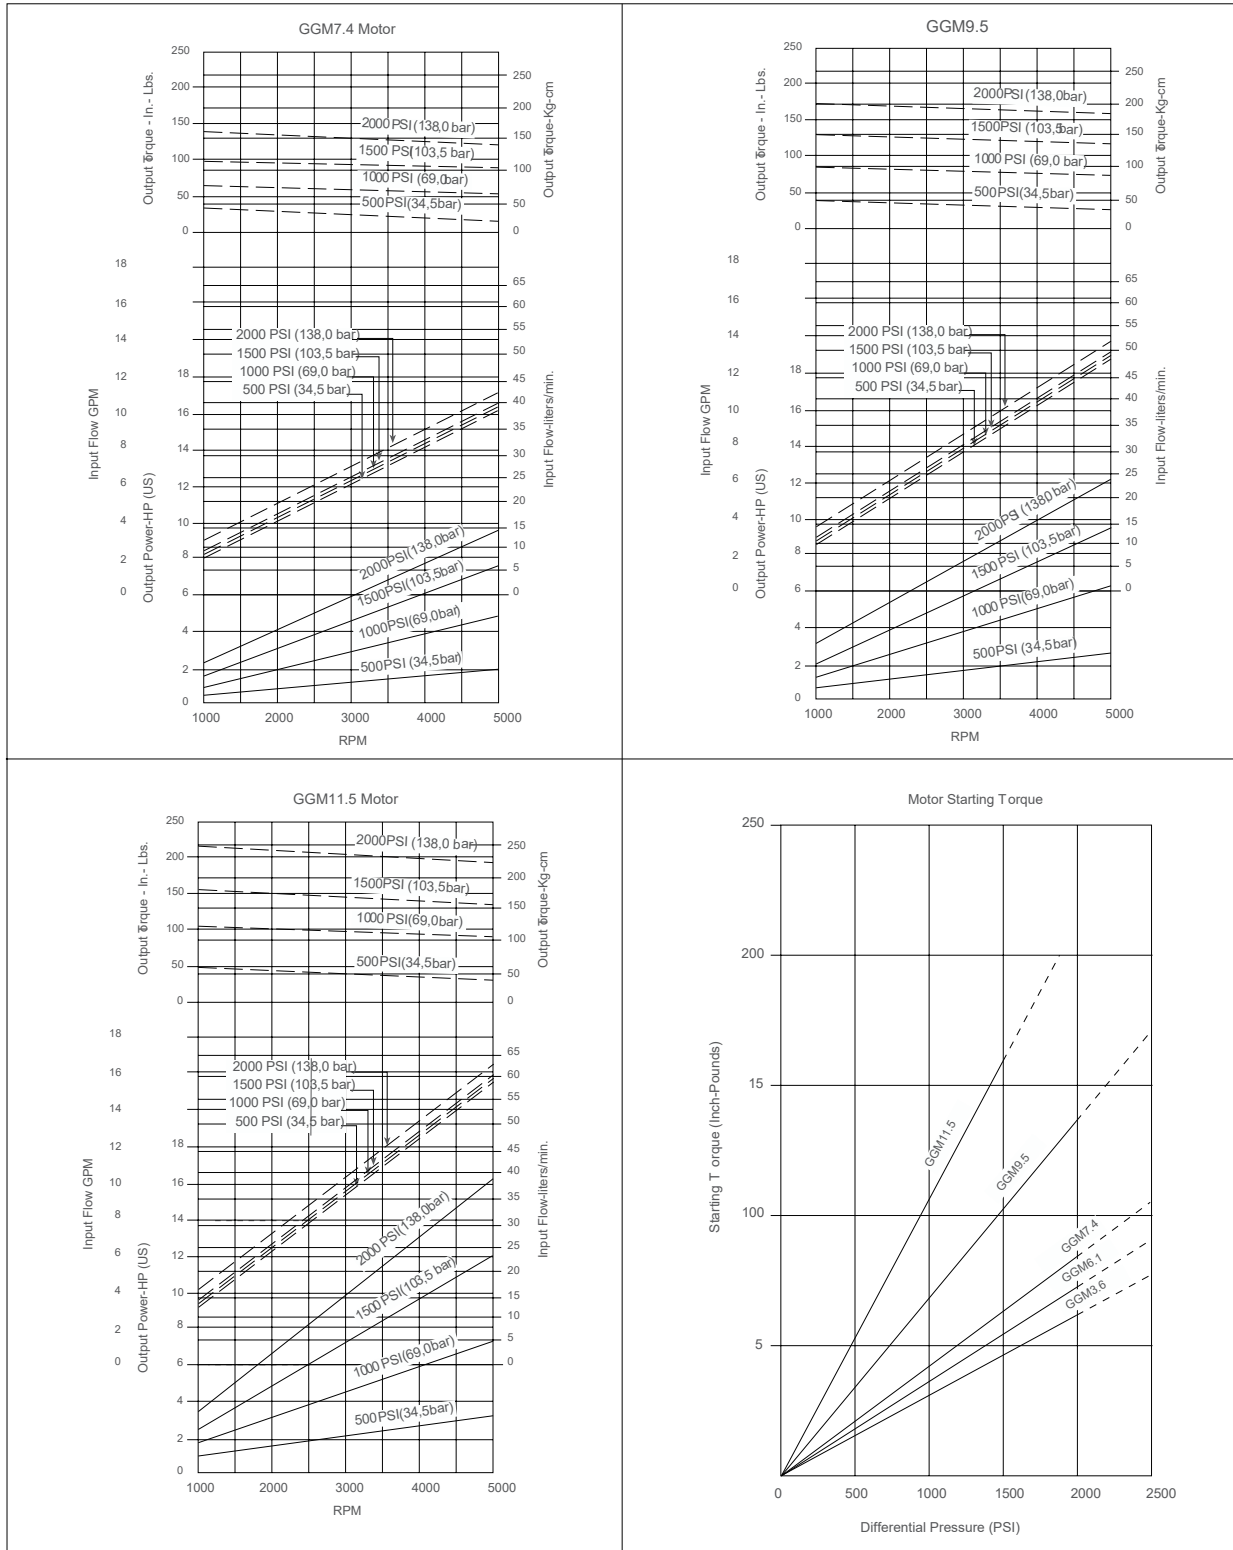 GGM7.4 Motor
250
200
150
100
50
0
Output Torque - In.- Lbs.
250
200
150
100
50
0
Output Torque-Kg-cm
2000PSI(138,0bar)
1500 PSI(103,5 bar)
1000 PSI (69,0bar)
500PSI(34,5bar)
18
16
14
12
10
8
6
4
2
0
Input Flow GPM
65
60
55
50
45
40
35
30
25
20
15
10
5
0
Input Flow-liters/min.
2000 PSI (138,0 bar)
1500 PSI (103,5 bar)
1000 PSI (69,0 bar)
500 PSI (34,5 bar)
18
16
14
12
10
8
6
4
2
0
Output Power-HP (US)
2000PSI(138,0bar)
1500PSI(103,5bar)
1000PSI(69,0bar)
500PSI (34,5bar)
1000 2000 3000 4000 5000
RPM
GGM9.5
250
200
150
100
50
0
Output Torque - In.- Lbs.
250
200
150
100
50
0
Output Torque-Kg-cm
2000PSI(138,0bar)
1500PSI (103,5bar)
1000 PSI (69,0bar)
500PSI(34,5bar)
18
16
14
12
10
8
6
4
2
0
Input Flow GPM
65
60
55
50
45
40
35
30
25
20
15
10
5
0
Input Flow-liters/min.
2000 PSI (138,0 bar)
1500 PSI (103,5 bar)
1000 PSI (69,0 bar)
500 PSI (34,5 bar)
18
16
14
12
10
8
6
4
2
0
Output Power-HP (US)
2000PSI (138,0bar)
1500 PSI (103,5bar)
1000 PSI(69,0bar)
500PSI (34,5bar)
1000 2000 3000 4000 5000
RPM
GGM11.5 Motor
250
200
150
100
50
0
Output Torque - In.- Lbs.
250
200
150
100
50
0
Output Torque-Kg-cm
2000PSI (138,0 bar)
1500PSI (103,5bar)
1000 PSI(69,0bar)
500PSI(34,5bar)
18
16
14
12
10
8
6
4
2
0
Input Flow GPM
65
60
55
50
45
40
35
30
25
20
15
10
5
0
Input Flow-liters/min.
2000 PSI (138,0 bar)
1500 PSI (103,5 bar)
1000 PSI (69,0 bar)
500 PSI (34,5 bar)
18
16
14
12
10
8
6
4
2
0
Output Power-HP (US)
2000 PSI(138,0bar)
1500 PSI(103,5 bar)
1000 PSI(69,0bar)
500PSI(34,5bar)
1000 2000 3000 4000 5000
RPM
Motor Starting Torque
250
200
15
100
5
Starting T orque (Inch-Pounds)
GGM11.5
GGM9.5
GGM7.4
GGM6.1
GGM3.6
0 500 1000 1500 2000 2500
Differential Pressure (PSI)